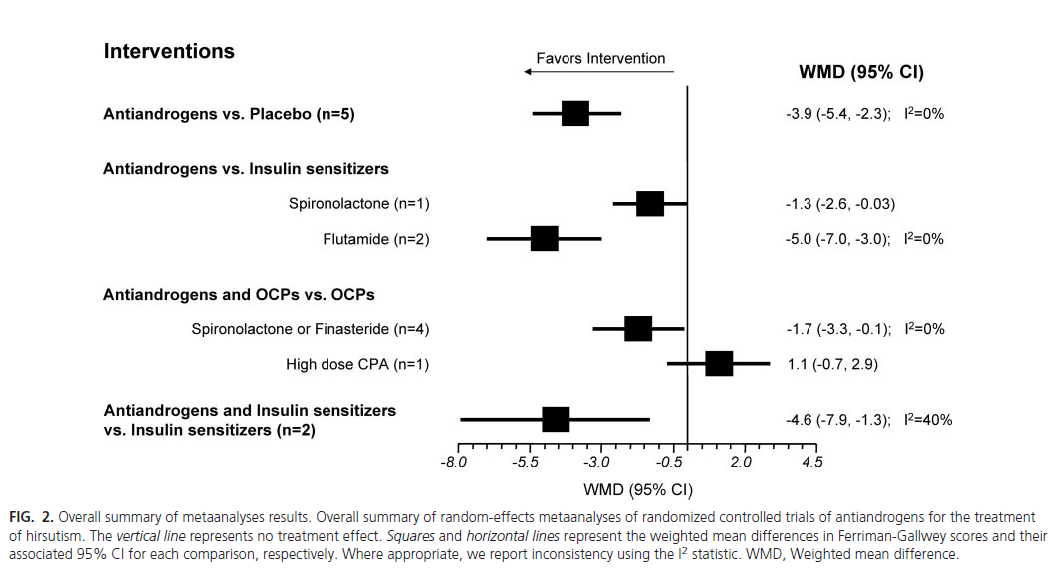 Interventions
Favors Intervention
WMD (95% CI)
Antiandrogens vs. Placebo (n=5)
-3.9 (-5.4, -2.3); I²=0%
Antiandrogens vs. Insulin sensitizers
Spironolactone (n=1)
-1.3 (-2.6, -0.03)
Flutamide (n=2)
-5.0 (-7.0, -3.0); I²=0%
Antiandrogens and OCPs vs. OCPs
Spironolactone or Finasteride (n=4)
-1.7 (-3.3, -0.1); I²=0%
High dose CPA (n=1)
1.1 (-0.7, 2.9)
Antiandrogens and Insulin sensitizers
vs. Insulin sensitizers (n=2)
-4.6 (-7.9, -1.3); I²=40%
-8.0 -5.5 -3.0 -0.5 2.0 4.5
WMD (95% CI)
FIG. 2. Overall summary of metaanalyses results. Overall summary of random-effects metaanalyses of randomized controlled trials of antiandrogens for the treatment
of hirsutism. The vertical line represents no treatment effect. Squares and horizontal lines represent the weighted mean differences in Ferriman-Gallwey scores and their
associated 95% CI for each comparison, respectively. Where appropriate, we report inconsistency using the I² statistic. WMD, Weighted mean difference.